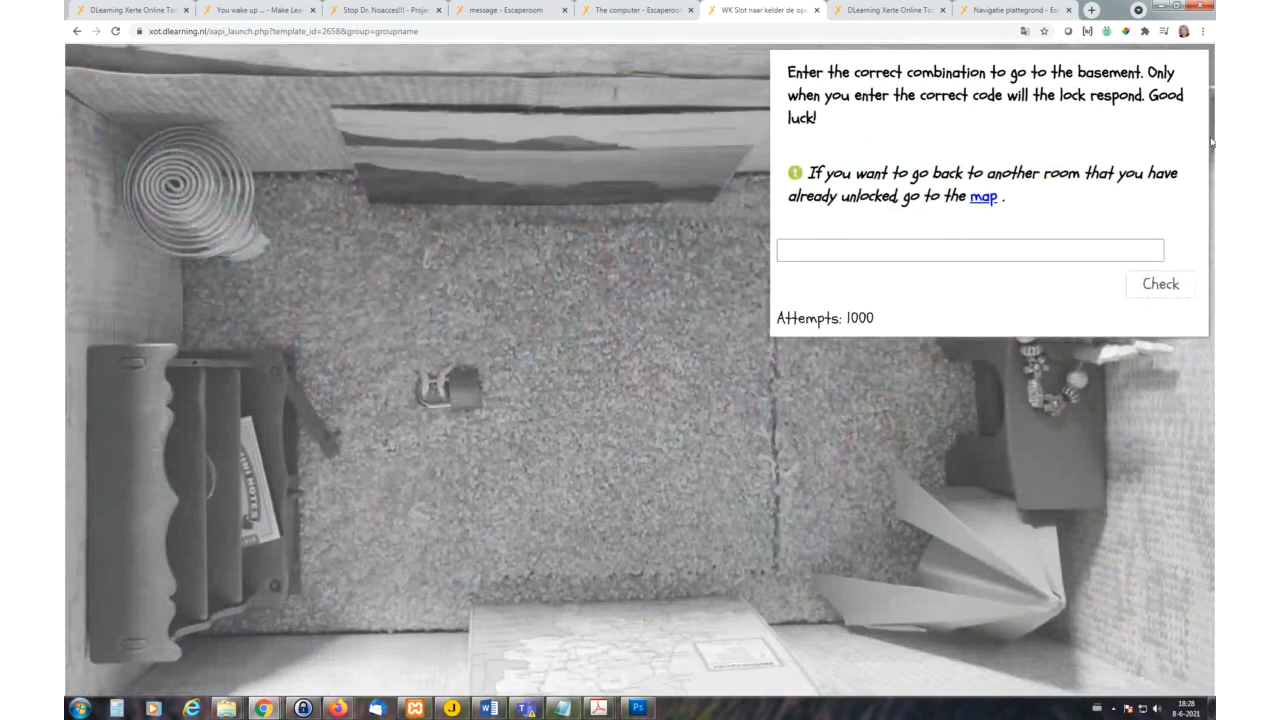 DLearning Xerte Online Too
You wake up ... - Make Les
Stop Dr. Noacces!!! - Proje
message - Escaperoom
The computer - Escaperoo
WK Slot naar kelder de op
DLearning Xerte Online Too
Navigatie plattegrond - Es
xot.dlearning.nl/xapi_launch.php?template_id=2658&group=groupname
Enter the correct combination to go to the basement. Only
when you enter the correct code will the lock respond. Good
luck!
If you want to go back to another room that you have
already unlocked, go to the map .
Check
Attempts: 1000
MINI NOTES
18:28
8-6-2021